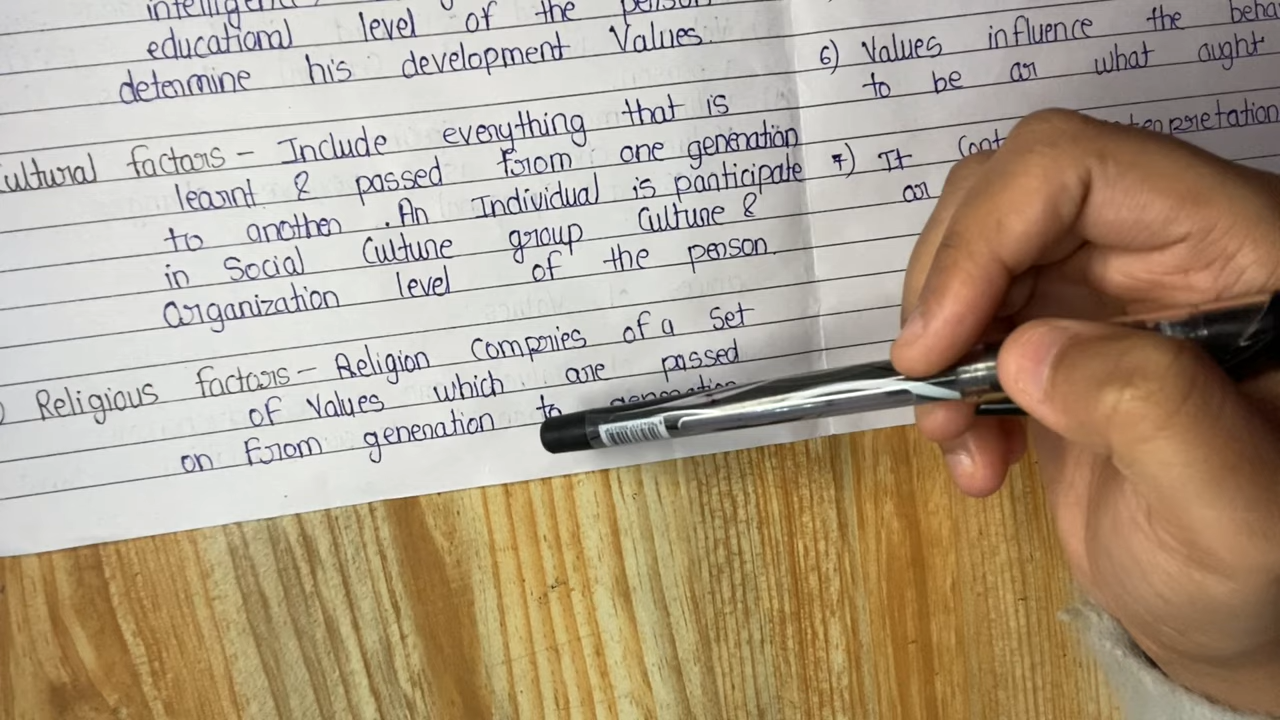 educational level of the
determine his development Values.
Cultural factors - Include everything that is
learnt & passed from one generation
to another. An Individual is participate
in Social Culture group Culture &
organization level of the person
Religious factors - Religion Compries of a Set
of Values which are passed
on from generation to generation
6) Values influence the
to be or what aught
7) It
or